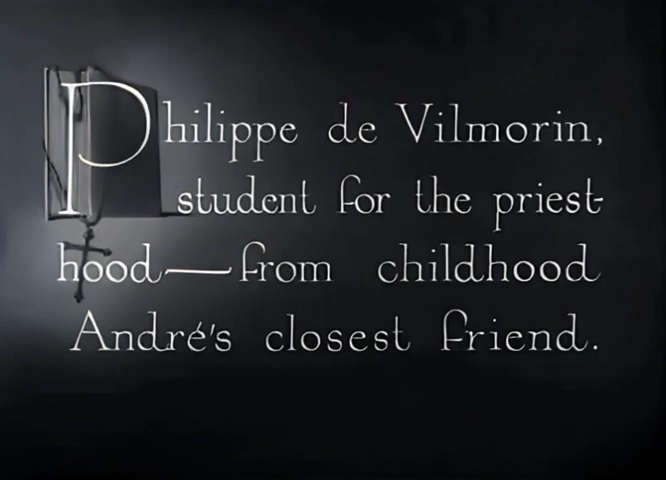 Philippe de Vilmorin,
student for the priest-
hood—from childhood
André's closest friend.